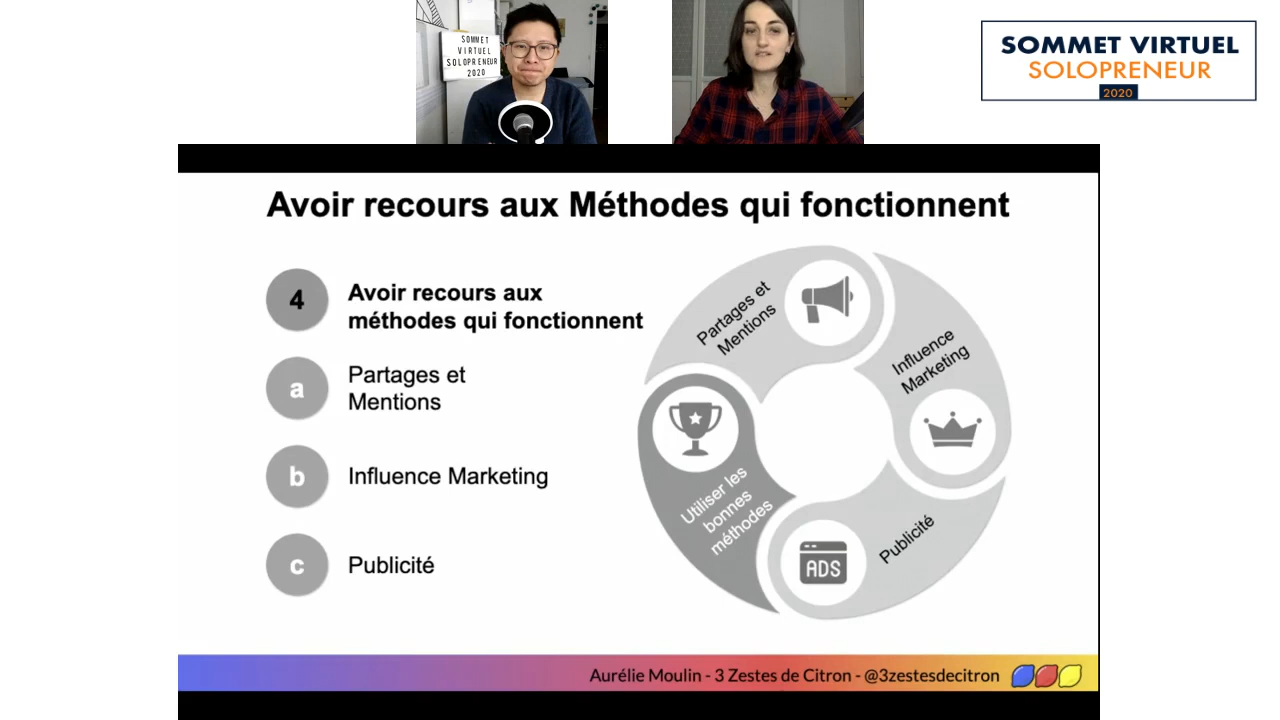 SOMMET
VIRTUEL
SOLOPRENEUR
2020
SOMMET VIRTUEL
SOLOPRENEUR
2020
Avoir recours aux Méthodes qui fonctionnent
4
Avoir recours aux
méthodes qui fonctionnent
a
Partages et
Mentions
b
Influence Marketing
c
Publicité
Partages et
Mentions
Influence
Marketing
Utiliser les
bonnes
méthodes
Publicité
ADS
Aurélie Moulin - 3 Zestes de Citron - @3zestesdecitron